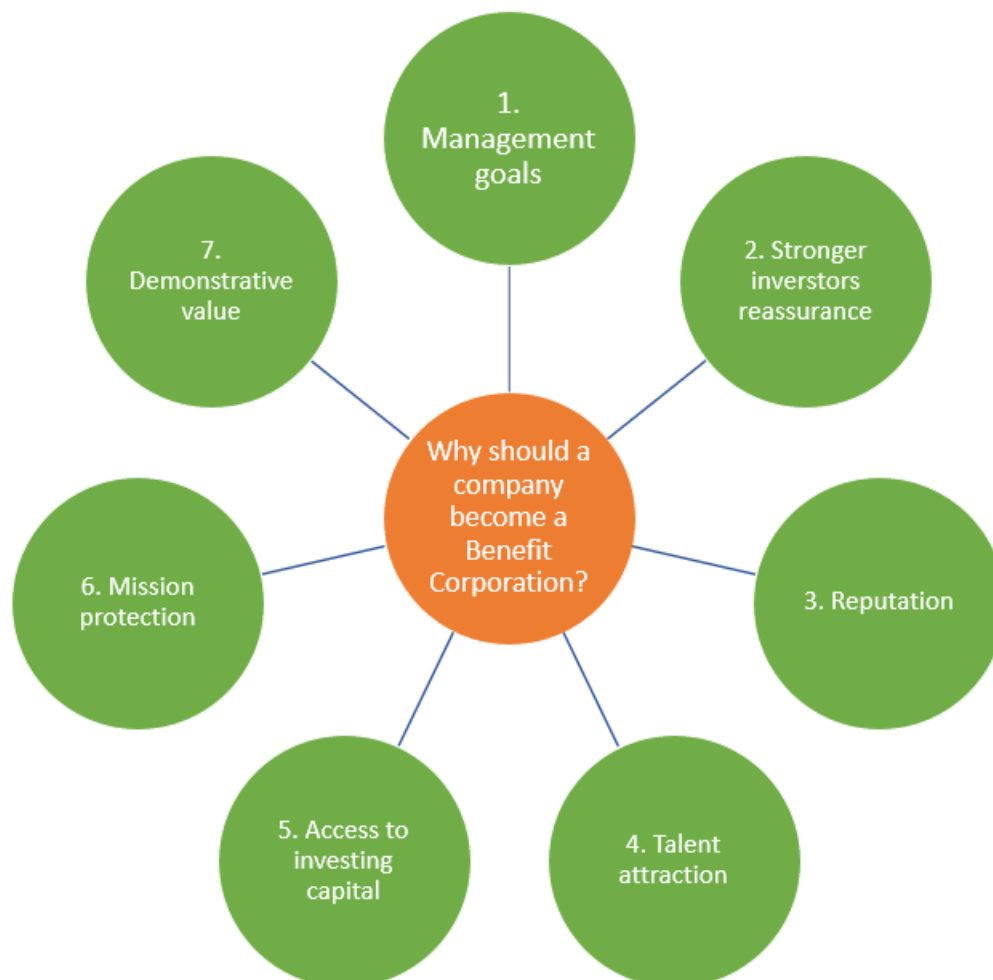 1.
Management
goals
2. Stronger
inverstors
reassurance
3. Reputation
4. Talent
attraction
5. Access to
investing
capital
6. Mission
protection
7.
Demonstrative
value
Why should a
company
become a
Benefit
Corporation?